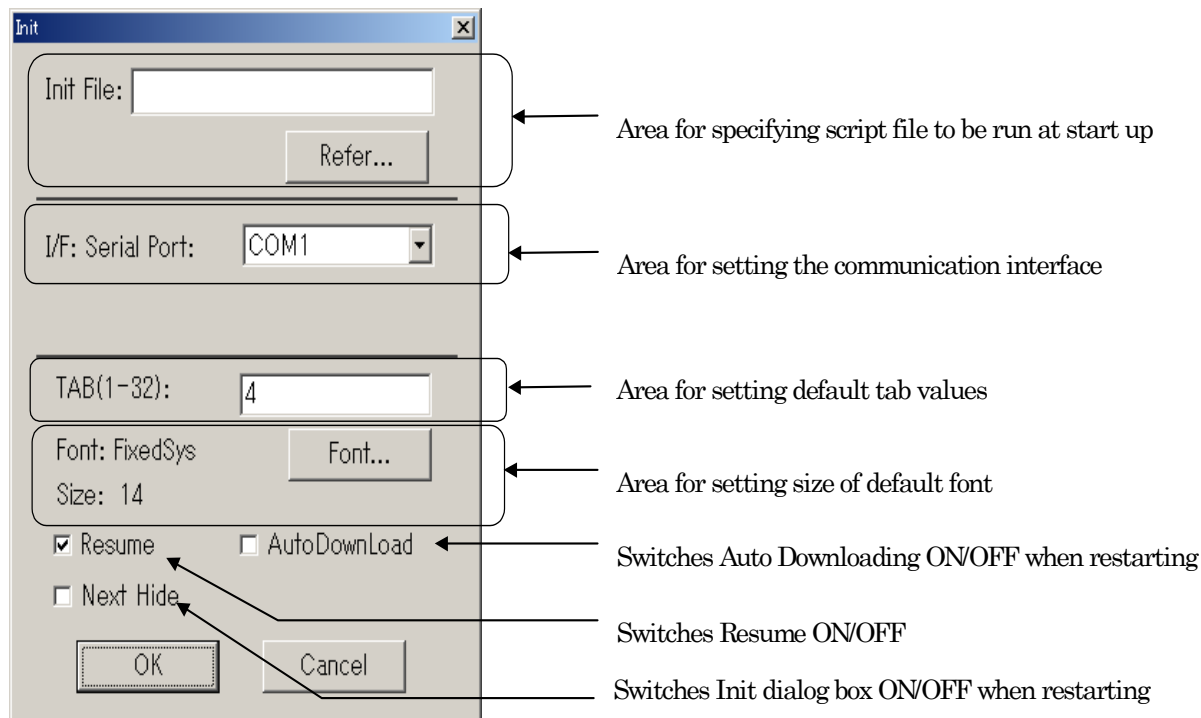 Init
Init File:
Refer...
Area for specifying script file to be run at start up
I/F: Serial Port:
COM1
Area for setting the communication interface
TAB(1-32):
4
Area for setting default tab values
Font: FixedSys
Font...
Size: 14
Area for setting size of default font
Resume
AutoDownLoad
Switches Auto Downloading ON/OFF when restarting
Next Hide
Switches Resume ON/OFF
OK
Cancel
Switches Init dialog box ON/OFF when restarting